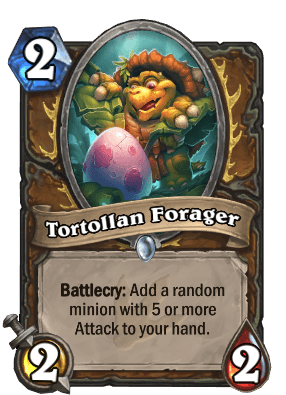 2
Tortollan Forager
Battlecry: Add a random
minion with 5 or more
Attack to your hand.
2
2